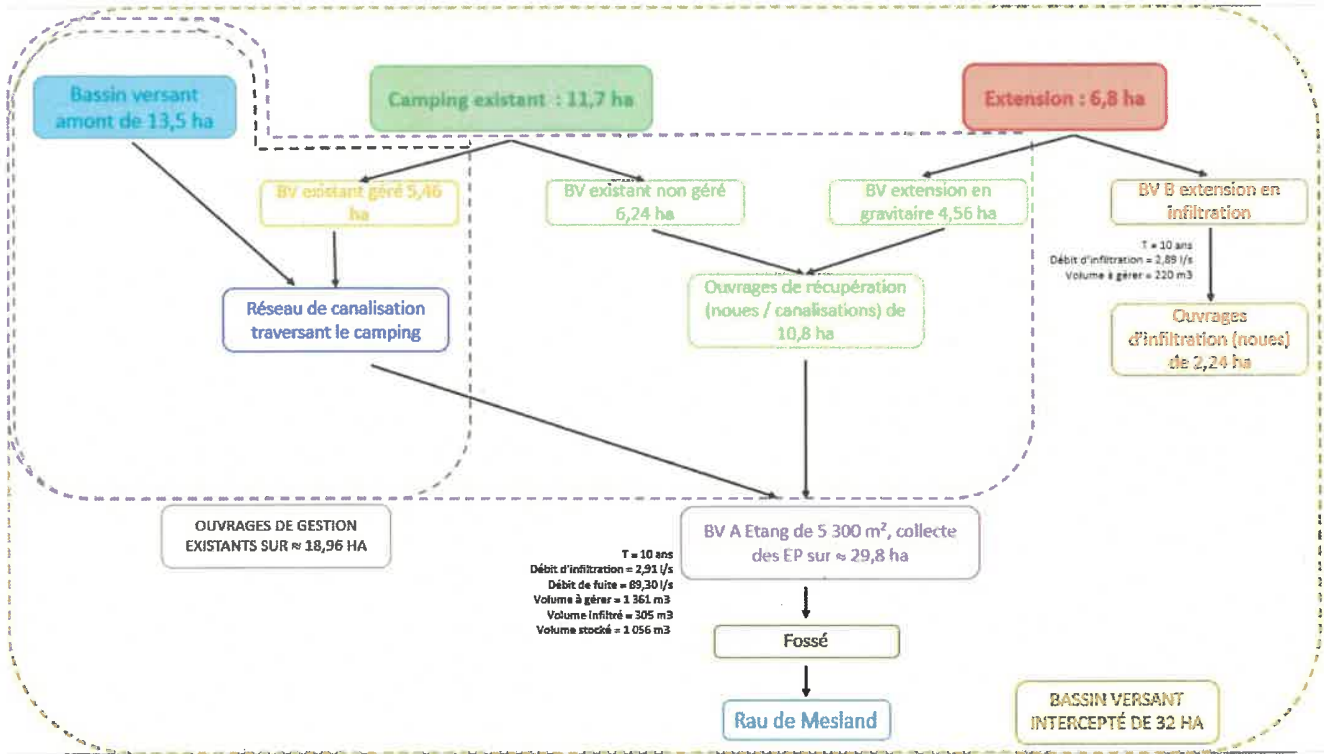 Bassin versant
amont de 13,5 ha
Camping existant : 11,7 ha
Extension : 6,8 ha
BV existant géré 5,46
ha
BV existant non géré
6,24 ha
BV extension en
gravitaire 4,56 ha
BV B extension en
infiltration
T = 10 ans
Débit d'infiltration = 2,89 l/s
Volume à gérer = 220 m3
Réseau de canalisation
traversant le camping
Ouvrages de récupération
(noues / canalisations) de
10,8 ha
Ouvrages
d'infiltration (noues)
de 2,24 ha
OUVRAGES DE GESTION
EXISTANTS SUR ≈ 18,96 HA
BV A Etang de 5 300 m², collecte
des EP sur ≈ 29,8 ha
T = 10 ans
Débit d'infiltration = 2,91 l/s
Débit de fuite = 89,30 l/s
Volume à gérer = 1 361 m3
Volume infiltré = 305 m3
Volume stocké = 1 056 m3
Fossé
Rau de Mesland
BASSIN VERSANT
INTERCEPTÉ DE 32 HA